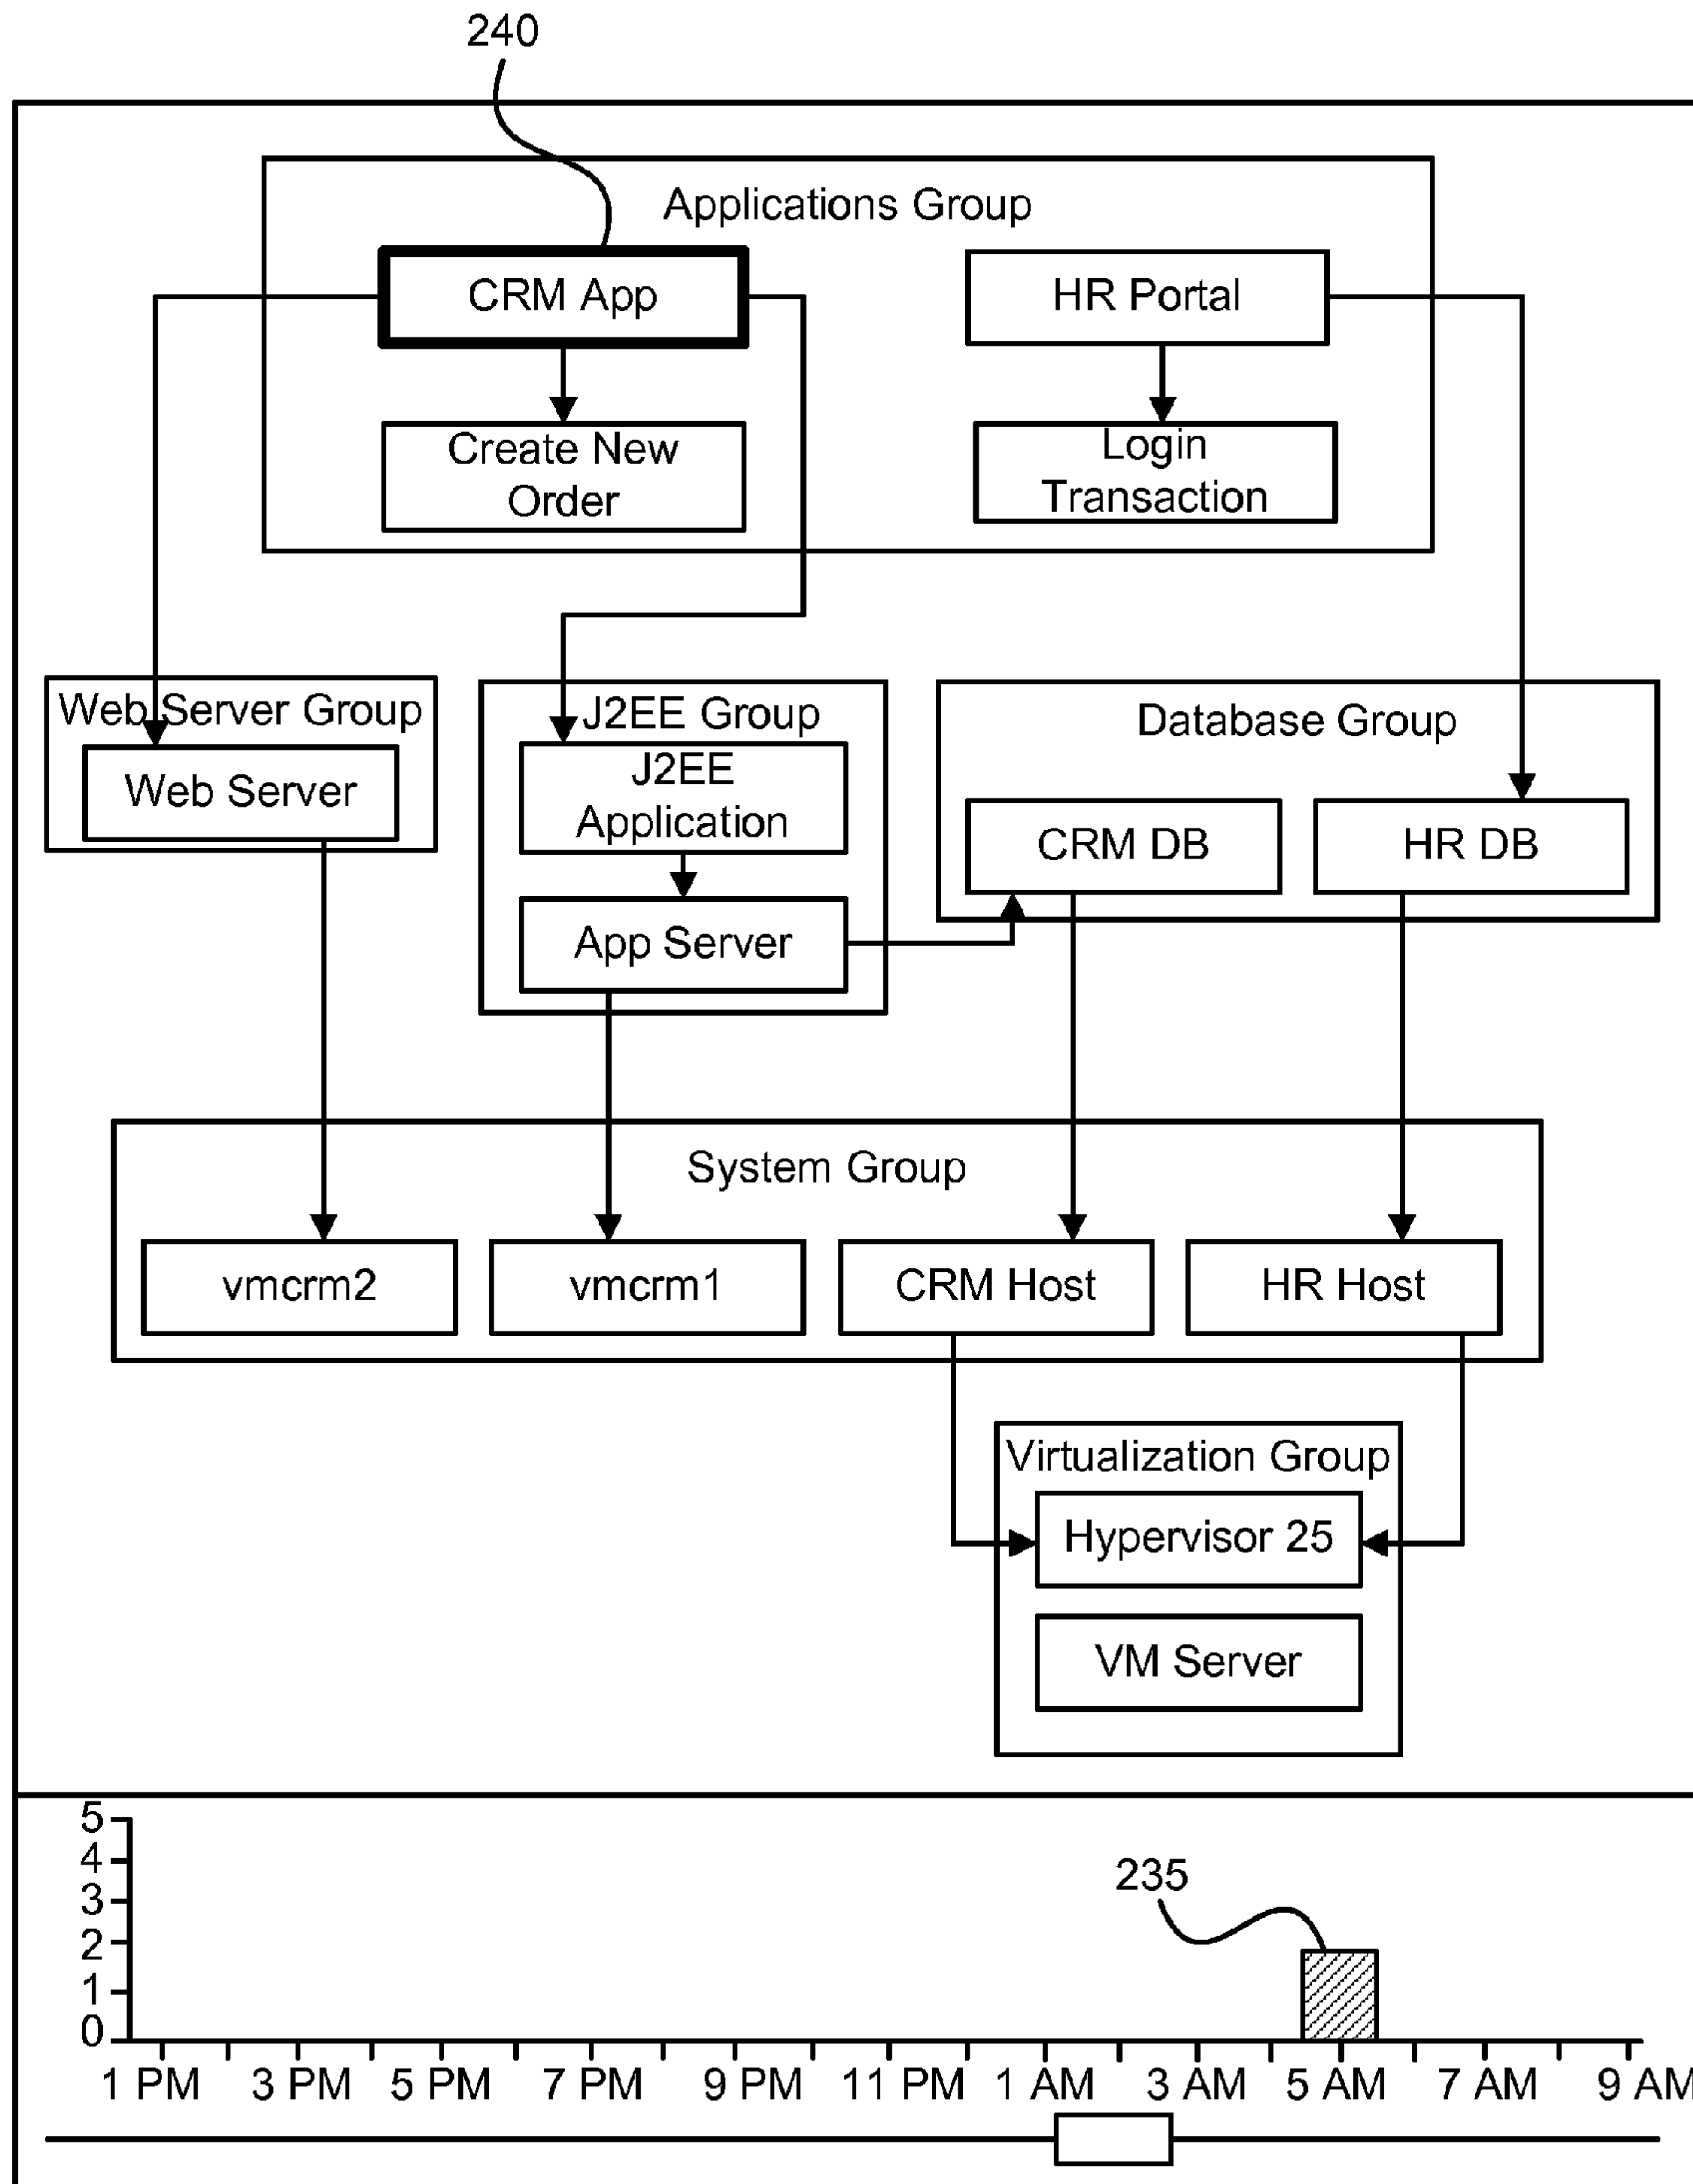 240
Applications Group
CRM App
HR Portal
Create New
Order
Login
Transaction
Web Server Group
Web Server
J2EE Group
J2EE
Application
App Server
Database Group
CRM DB
HR DB
System Group
vmcrm2
vmcrm1
CRM Host
HR Host
Virtualization Group
Hypervisor 25
VM Server
5
4
3
2
1
0
235
1 PM 3 PM 5 PM 7 PM 9 PM 11 PM 1 AM 3 AM 5 AM 7 AM 9 AM